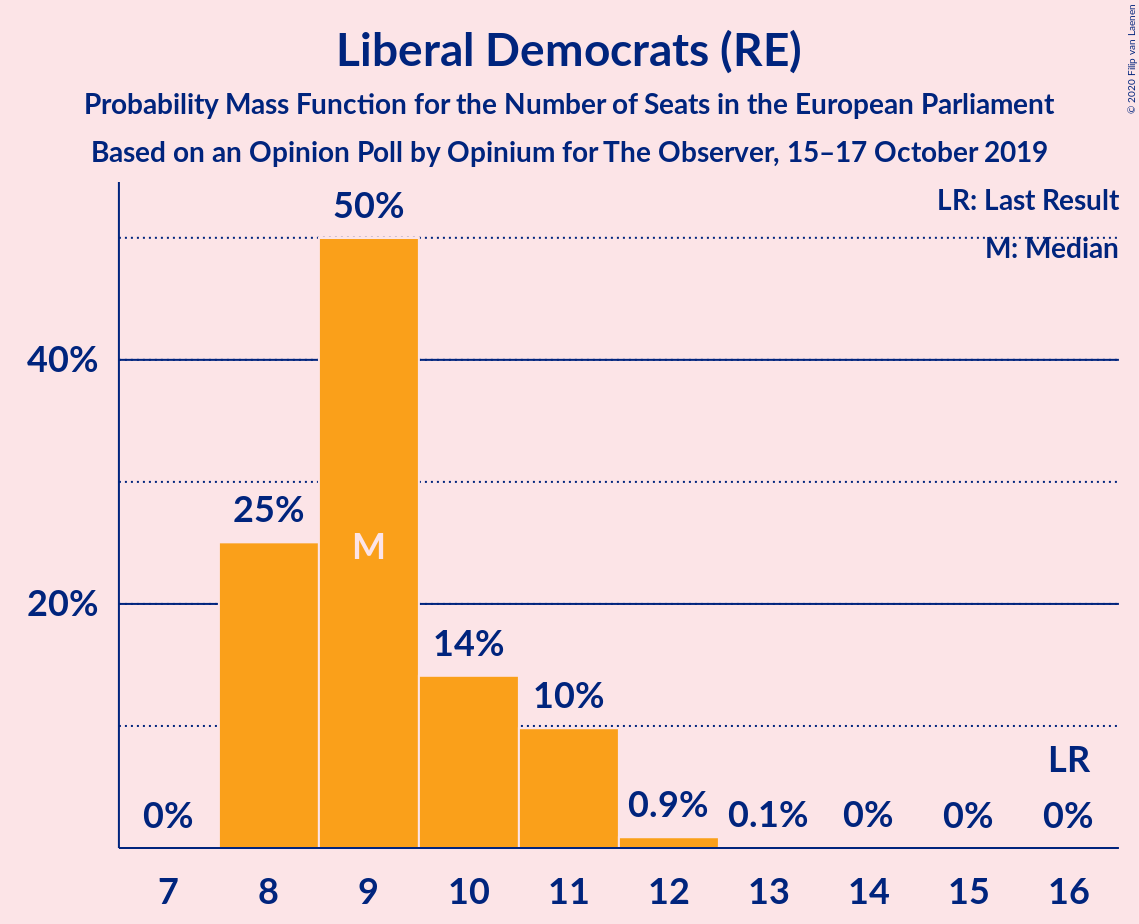 Liberal Democrats (RE)
Probability Mass Function for the Number of Seats in the European Parliament
Based on an Opinion Poll by Opinium for The Observer, 15–17 October 2019
© 2020 Filip van Laenen
LR: Last Result
M: Median
50%
40%
25%
M
20%
14%
10%
LR
0%
0.9%
0.1%
0%
0%
0%
7
8
9
10
11
12
13
14
15
16